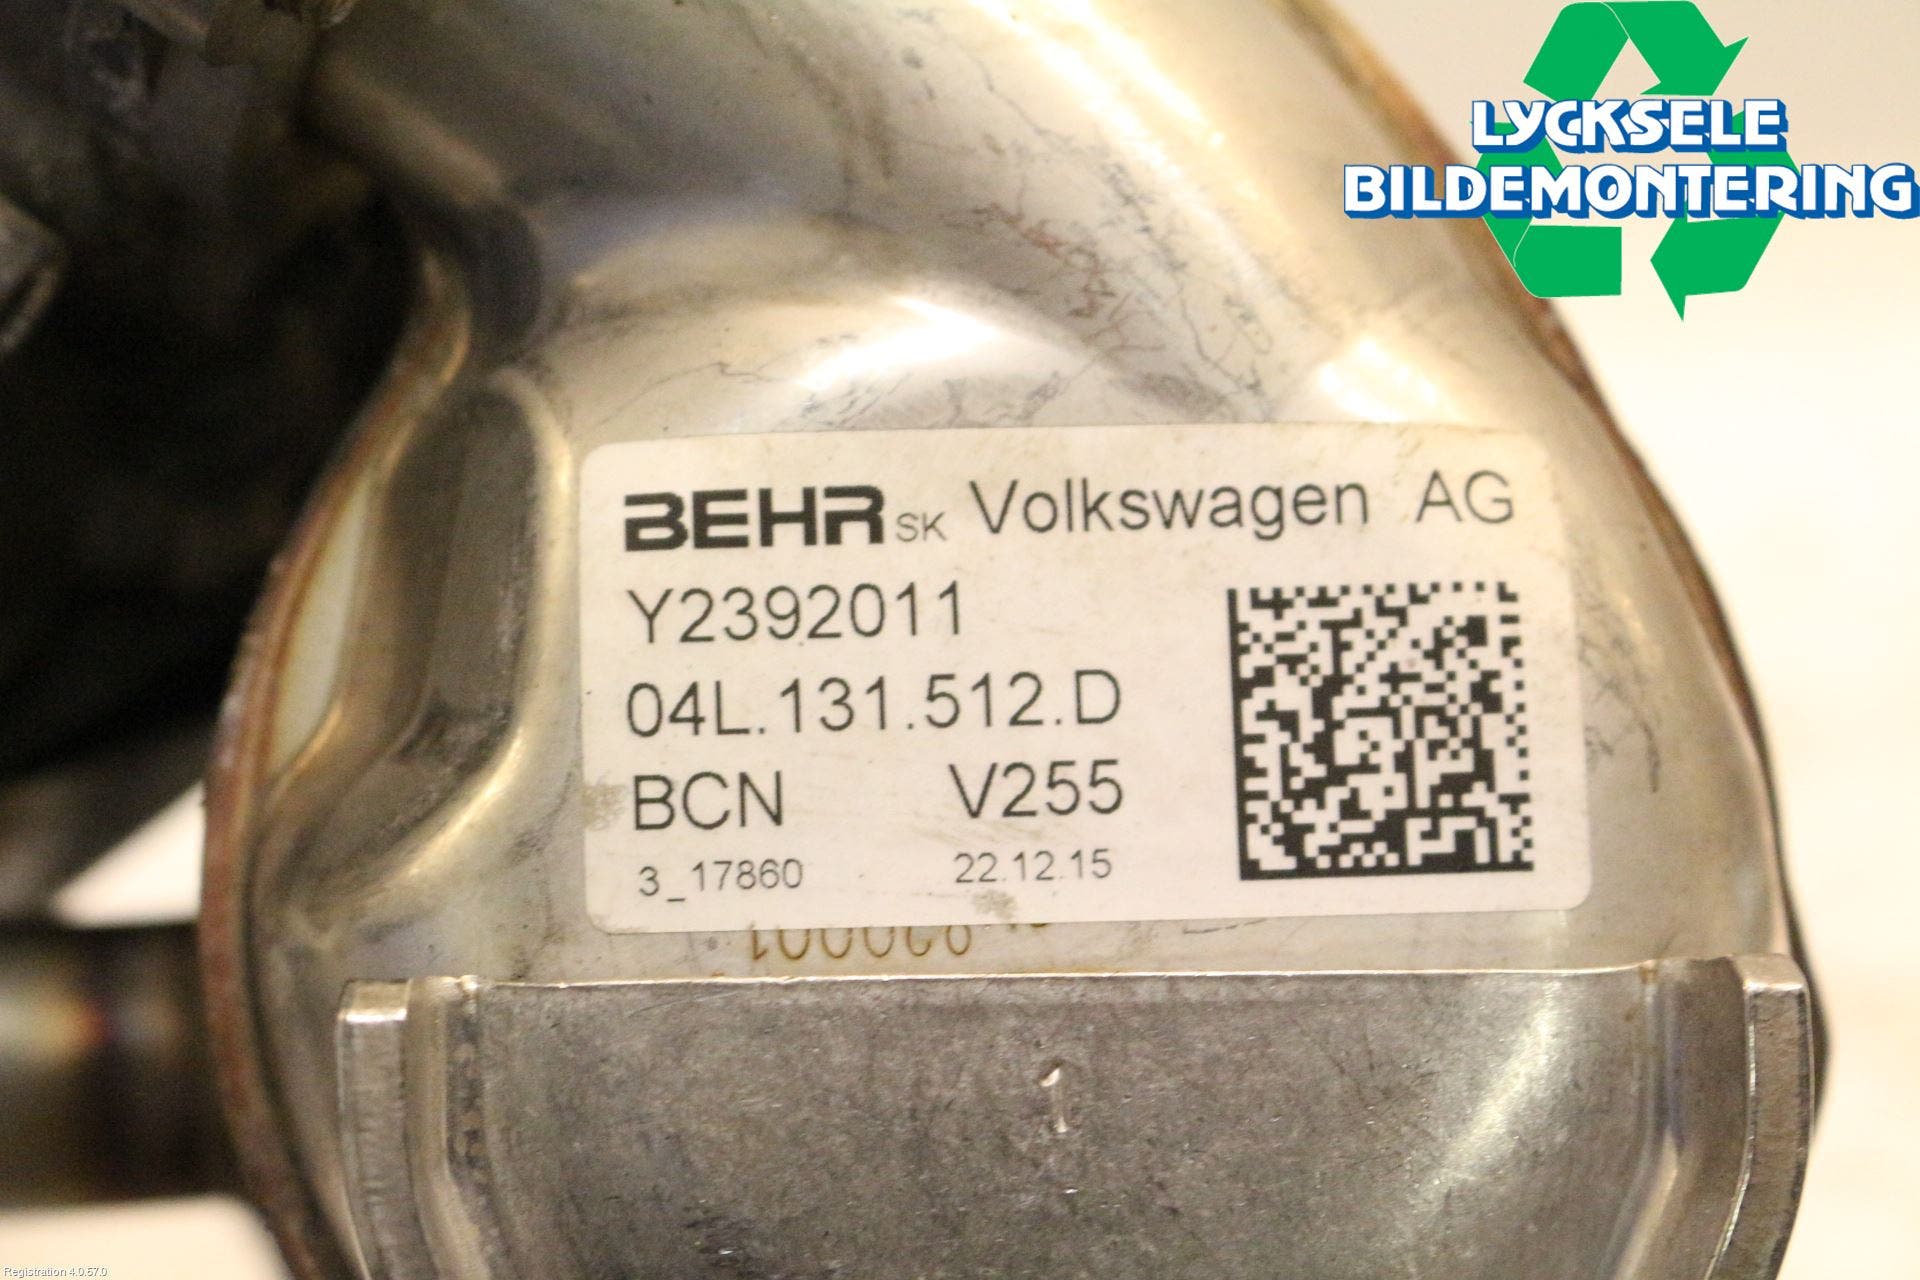 LYCKSELE
BILDEMONTERING
BEHR SK Volkswagen AG
Y2392011
04L.131.512.D
BCN V255
3_17860 22.12.15
Registration 4.0.57.0